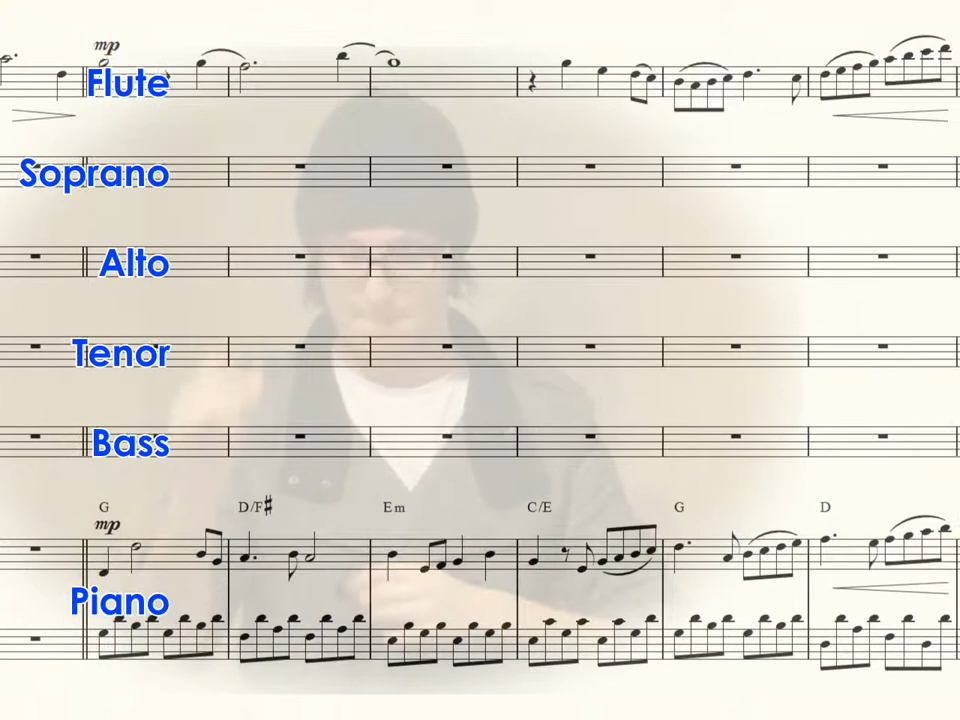 mp
Flute
Soprano
Alto
Tenor
Bass
G D/F♯ Em C/E G D
mp
Piano